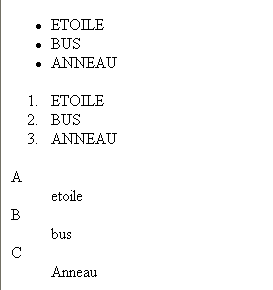 • ETOILE
• BUS
• ANNEAU
1. ETOILE
2. BUS
3. ANNEAU
A
etoile
B
bus
C
Anneau